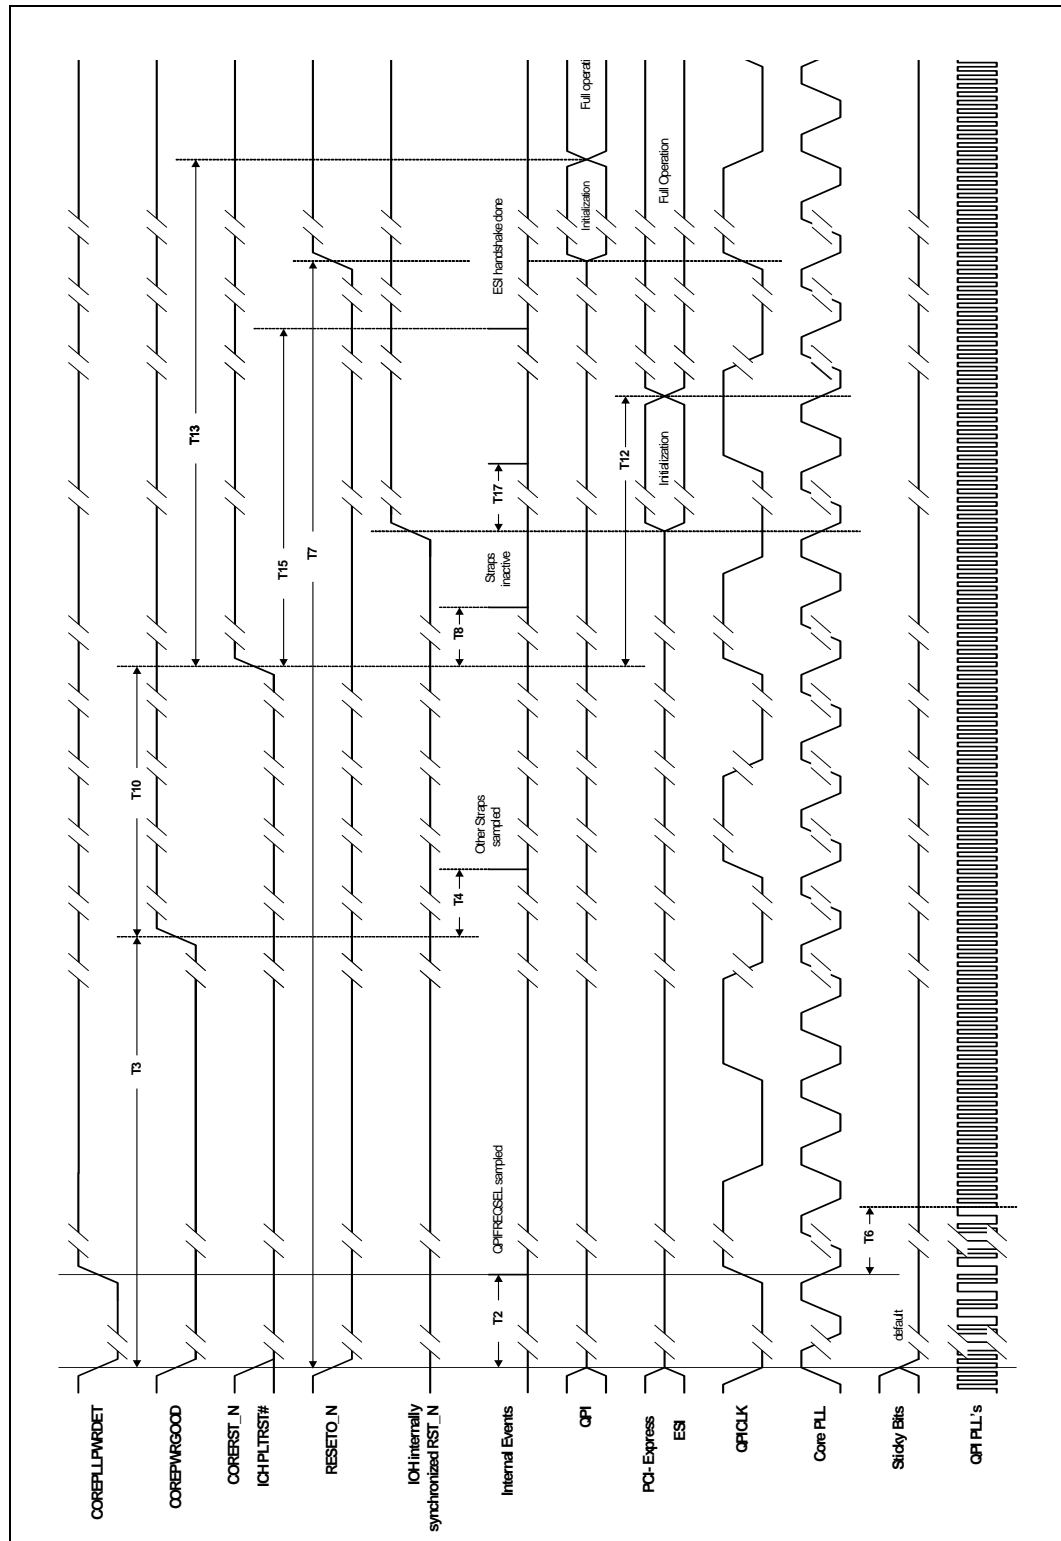 COREPLLPWRDET
COREPWRGOOD
CORERST_N
ICH PLTRST#
RESETO_N
IOH internally
synchronized RST_N
Internal Events
QPI
PCI- Express
ESI
QPICLK
Core PLL
Sticky Bits
QPI PLL's
T3
T10
T13
T15
T7
T2
QPIFREQSEL sampled
T4
Other Straps
sampled
T8
Straps
inactive
T17
ESI handshake done
Initialization
Full operati
T12
Initialization
Full Operation
T6
default